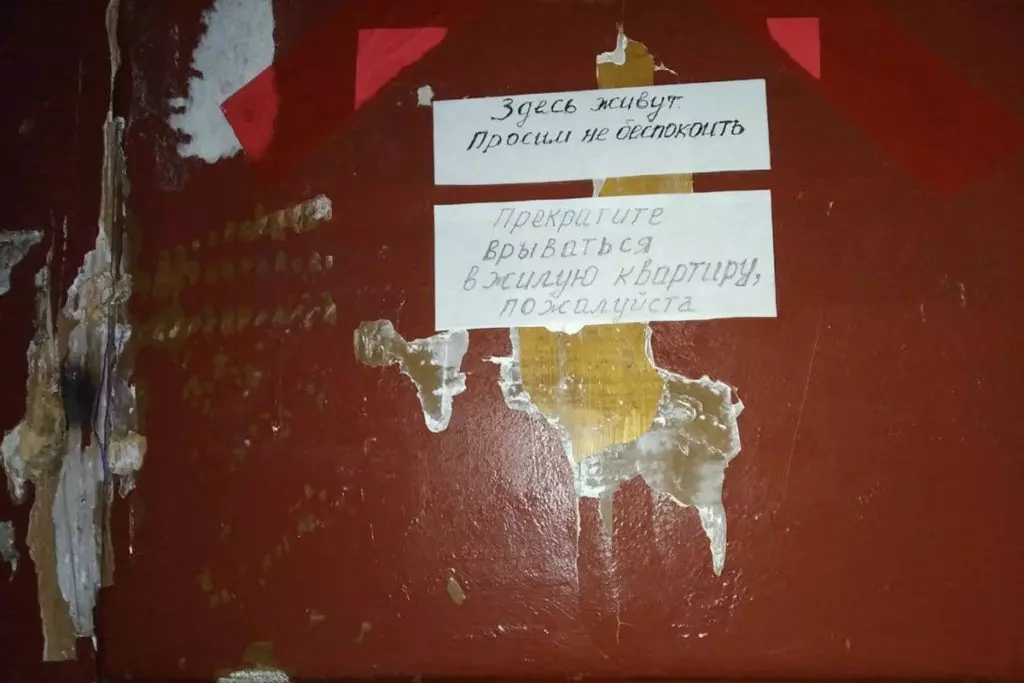 Здесь живут.
Просим не беспокоить
Прекратите
врываться
в жилую квартиру,
пожалуйста